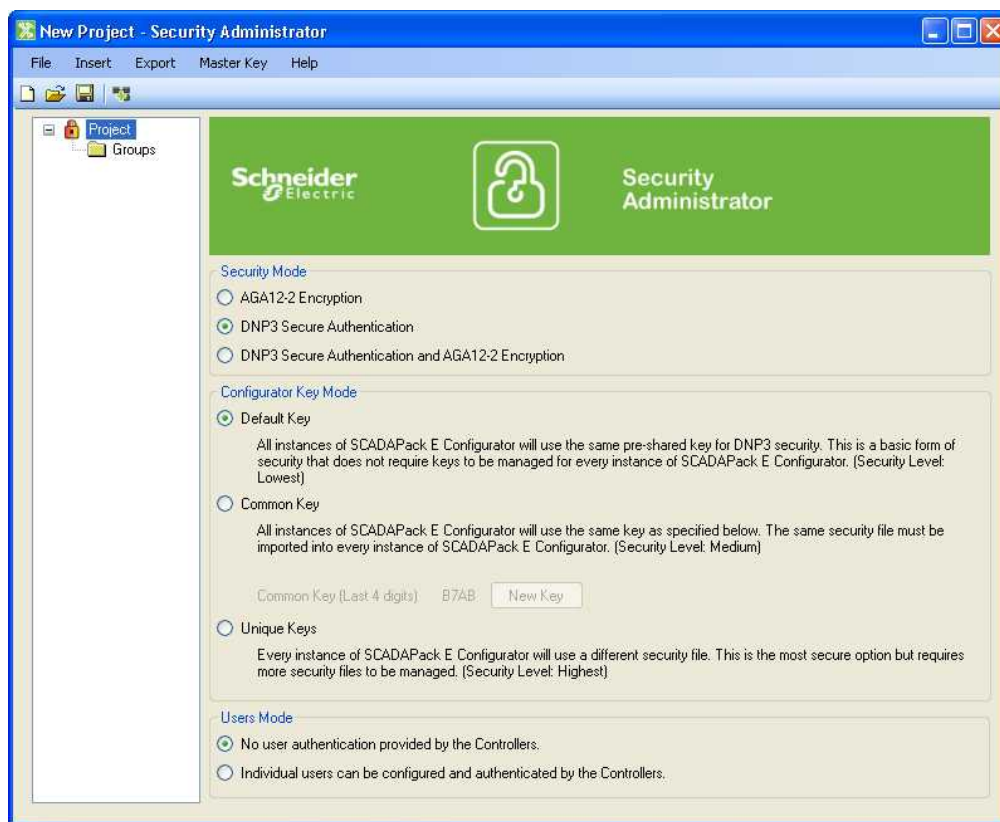 New Project - Security Administrator
File Insert Export Master Key Help
Project
Groups
Schneider
Electric
Security
Administrator
Security Mode
AGA12-2 Encryption
DNP3 Secure Authentication
DNP3 Secure Authentication and AGA12-2 Encryption
Configurator Key Mode
Default Key
All instances of SCADAPack E Configurator will use the same pre-shared key for DNP3 security. This is a basic form of
security that does not require keys to be managed for every instance of SCADAPack E Configurator. (Security Level:
Lowest)
Common Key
All instances of SCADAPack E Configurator will use the same key as specified below. The same security file must be
imported into every instance of SCADAPack E Configurator. (Security Level: Medium)
Common Key (Last 4 digits) B7AB New Key
Unique Keys
Every instance of SCADAPack E Configurator will use a different security file. This is the most secure option but requires
more security files to be managed. (Security Level: Highest)
Users Mode
No user authentication provided by the Controllers.
Individual users can be configured and authenticated by the Controllers.